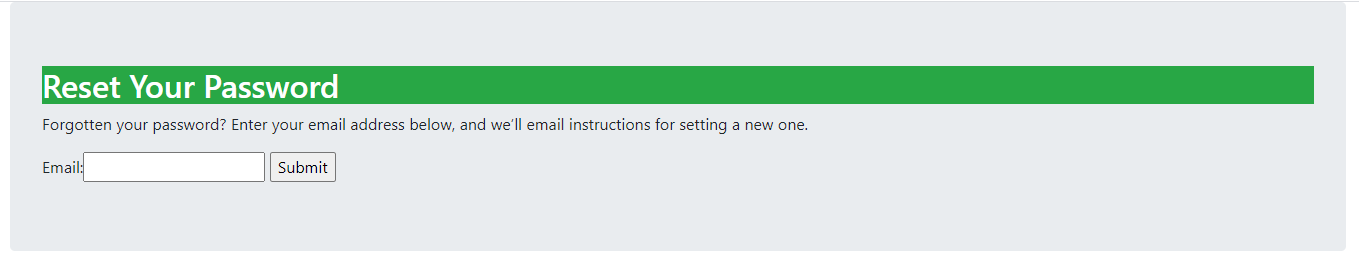 Reset Your Password
Forgotten your password? Enter your email address below, and we’ll email instructions for setting a new one.
Email: Submit